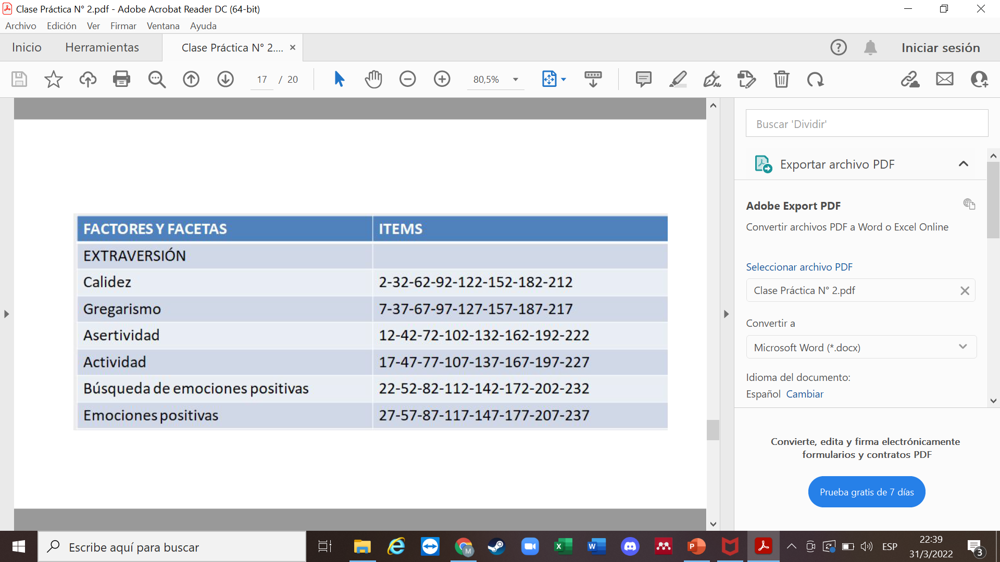 Clase Práctica N° 2.pdf - Adobe Acrobat Reader DC (64-bit)
Archivo Edición Ver Firmar Ventana Ayuda
Inicio Herramientas Clase Práctica N° 2.... × ? Iniciar sesión
17 / 20 80,5%
Buscar 'Dividir'
Exportar archivo PDF
Adobe Export PDF
Convertir archivos PDF a Word o Excel Online
Seleccionar archivo PDF
Clase Práctica N° 2.pdf
Convertir a
Microsoft Word (*.docx)
Idioma del documento:
Español Cambiar
Convierte, edita y firma electrónicamente
formularios y contratos PDF
Prueba gratis de 7 días
FACTORES Y FACETAS ITEMS
EXTRAVERSIÓN
Calidez 2-32-62-92-122-152-182-212
Gregarismo 7-37-67-97-127-157-187-217
Asertividad 12-42-72-102-132-162-192-222
Actividad 17-47-77-107-137-167-197-227
Búsqueda de emociones positivas 22-52-82-112-142-172-202-232
Emociones positivas 27-57-87-117-147-177-207-237
Escribe aquí para buscar
M
X
W
P
ESP
22:39
31/3/2022
3